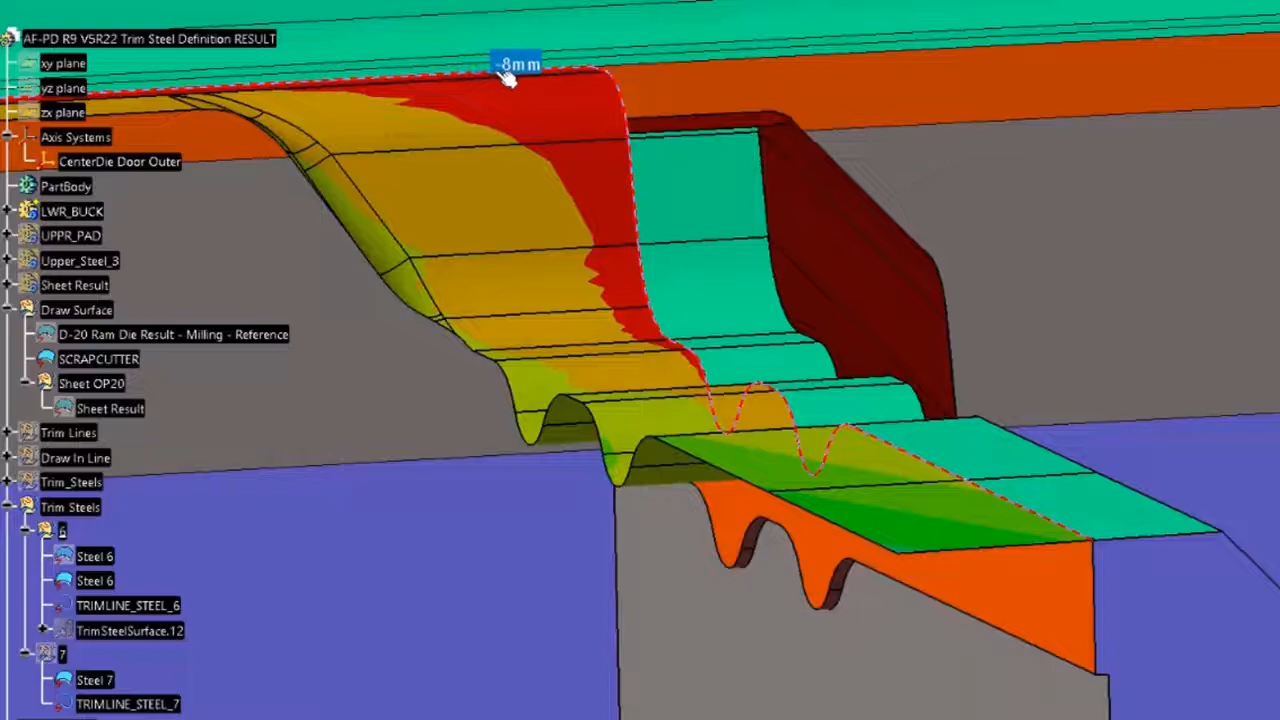 AF-PD R9 V5R22 Trim Steel Definition RESULT
xy plane
-8mm
yz plane
zx plane
Axis Systems
CenterDie Door Outer
PartBody
LWR_BUCK
UPPR_PAD
Upper_Steel_3
Sheet Result
Draw Surface
D-20 Ram Die Result - Milling - Reference
SCRAPCUTTER
Sheet OP20
Sheet Result
Trim Lines
Draw In Line
Trim_Steels
Trim Steels
6
Steel 6
Steel 6
TRIMLINE_STEEL_6
TrimSteelSurface.12
7
Steel 7
TRIMLINE_STEEL_7